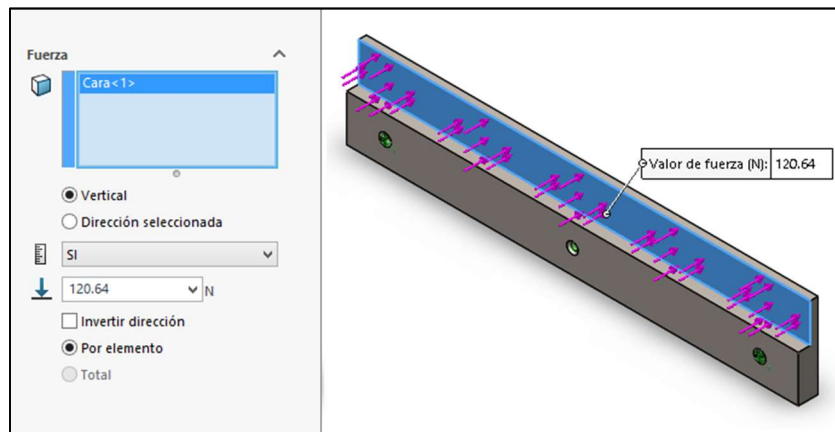 Fuerza
Cara<1>
Vertical
Dirección seleccionada
SI
120.64 N
Invertir dirección
Por elemento
Total
Valor de fuerza (N): 120.64